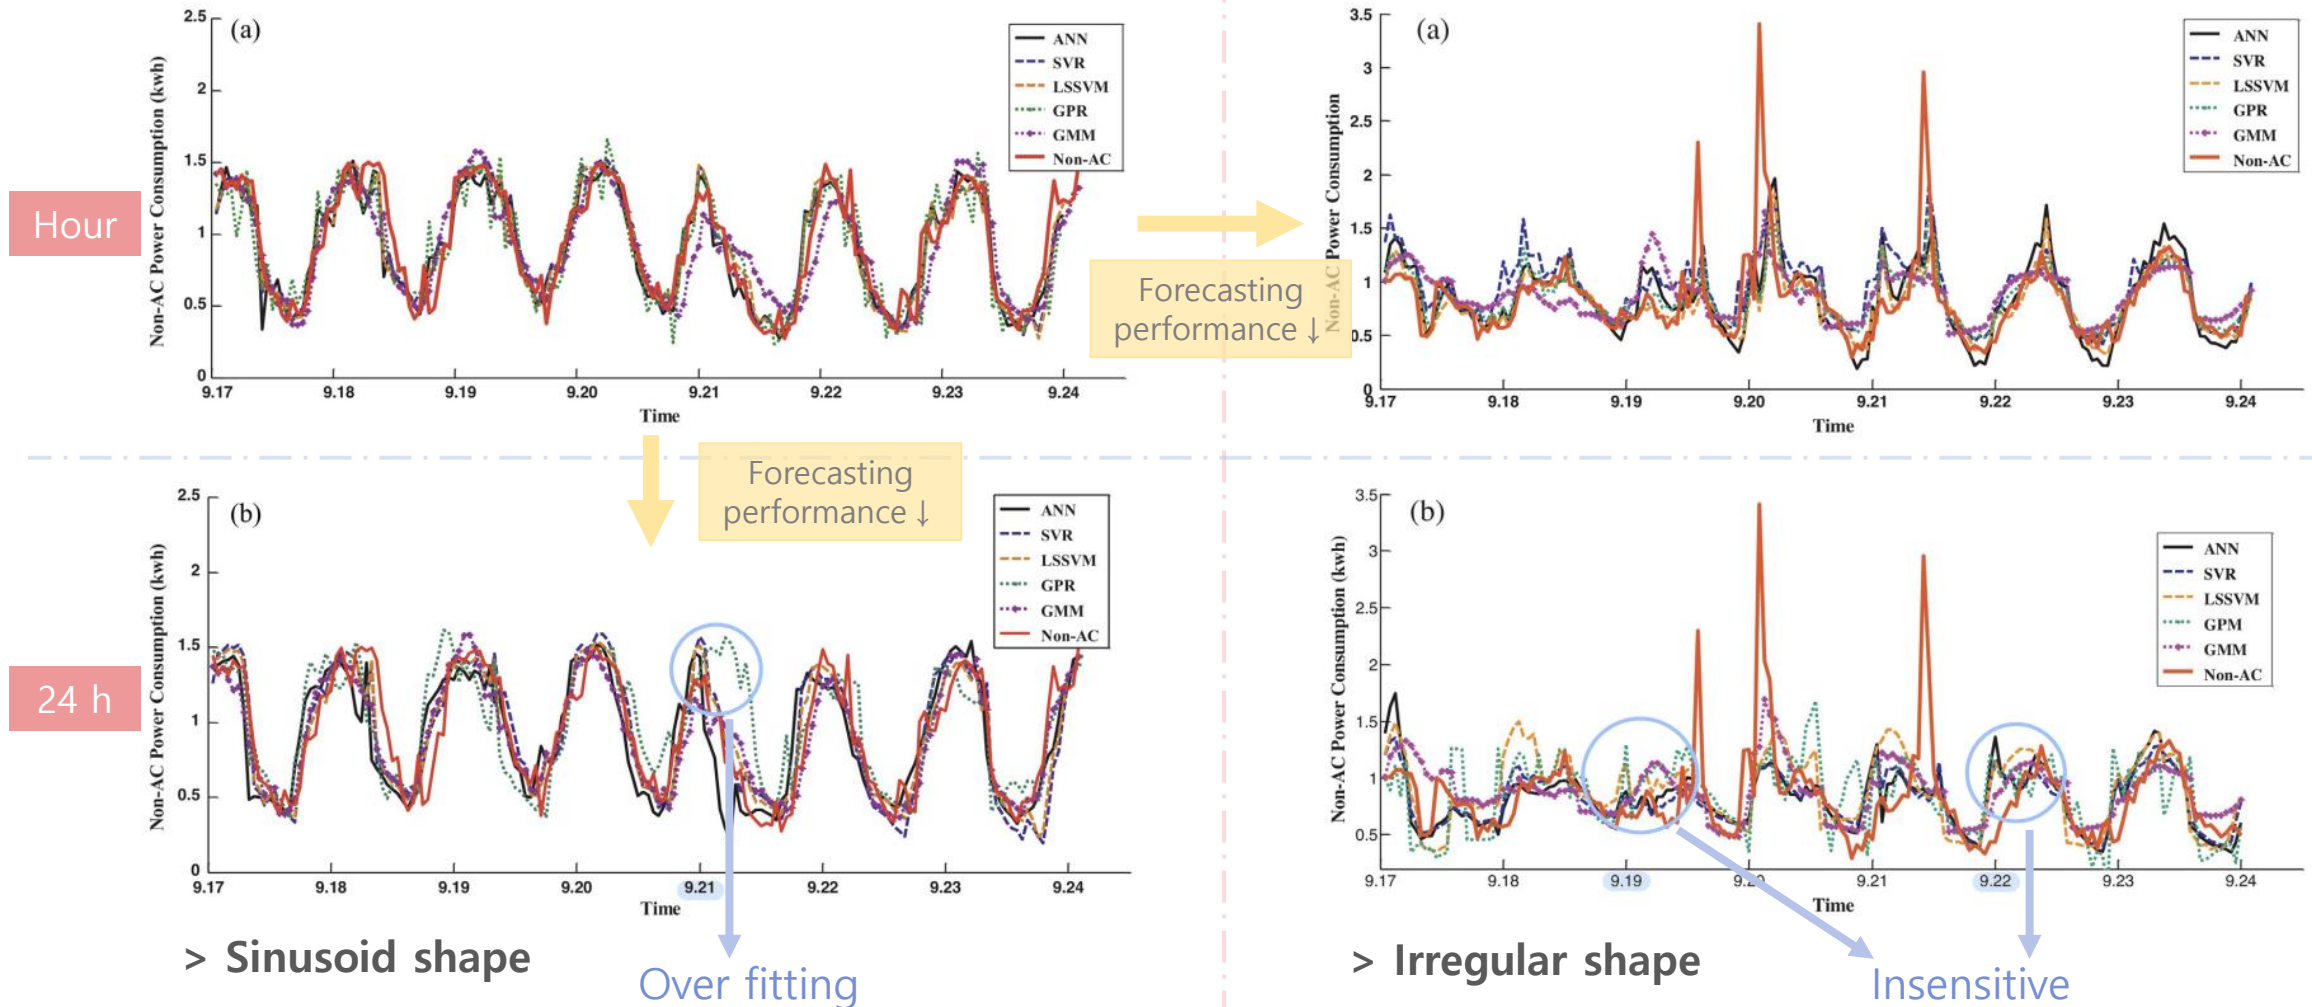 Hour
(a)
2.5
2
1.5
1
0.5
0
Non-AC Power Consumption (kwh)
ANN
SVR
LSSVM
GPR
GMM
Non-AC
9.17
9.18
9.19
9.20
9.21
9.22
9.23
9.24
Time
Forecasting
performance ↓
(a)
3.5
3
2.5
2
1.5
1
0.5
0
Non-AC Power Consumption
ANN
SVR
LSSVM
GPR
GMM
Non-AC
9.17
9.18
9.19
9.20
9.21
9.22
9.23
9.24
Time
Forecasting
performance ↓
24 h
(b)
2.5
2
1.5
1
0.5
0
Non-AC Power Consumption (kwh)
ANN
SVR
LSSVM
GPR
GMM
Non-AC
9.17
9.18
9.19
9.20
9.21
9.22
9.23
9.24
Time
> Sinusoid shape
Over fitting
(b)
3.5
3
2.5
2
1.5
1
0.5
Non-AC Power Consumption (kwh)
ANN
SVR
LSSVM
GPM
GMM
Non-AC
9.17
9.18
9.19
9.20
9.21
9.22
9.23
9.24
Time
> Irregular shape
Insensitive